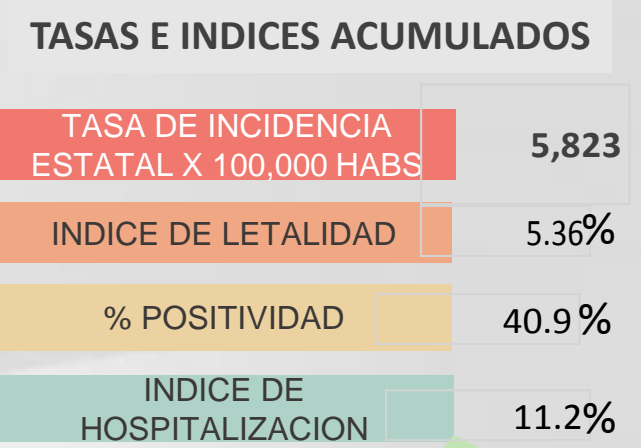 TASAS E INDICES ACUMULADOS
TASA DE INCIDENCIA
ESTATAL X 100,000 HABS
5,823
INDICE DE LETALIDAD
5.36%
% POSITIVIDAD
40.9 %
INDICE DE
HOSPITALIZACION
11.2%